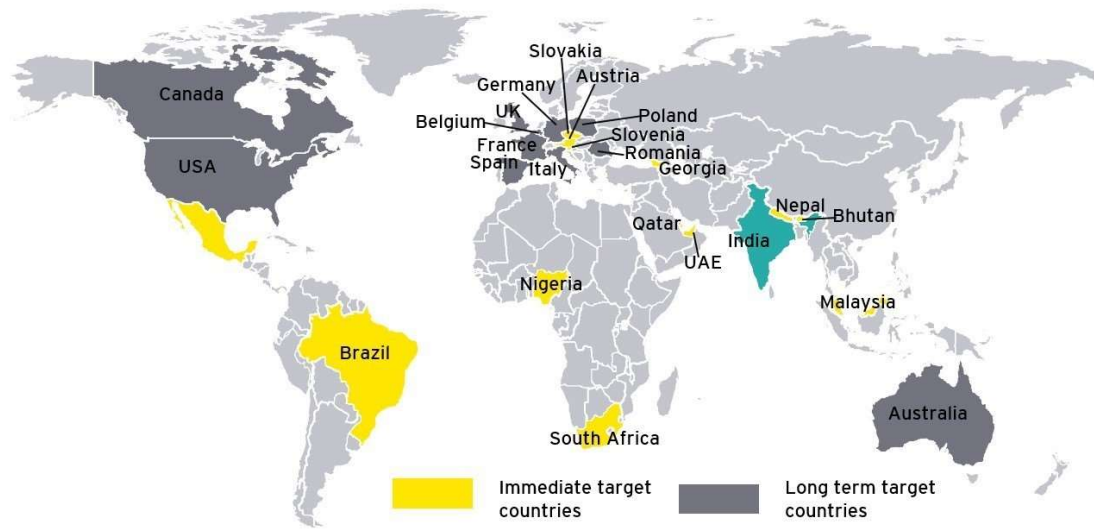 Slovakia
Austria
Germany
Canada
UK
Poland
Belgium
Slovenia
France
Romania
USA
Spain
Italy
Georgia
Nepal
Qatar
Bhutan
India
UAE
Nigeria
Malaysia
Brazil
Australia
South Africa
Immediate target
countries
Long term target
countries